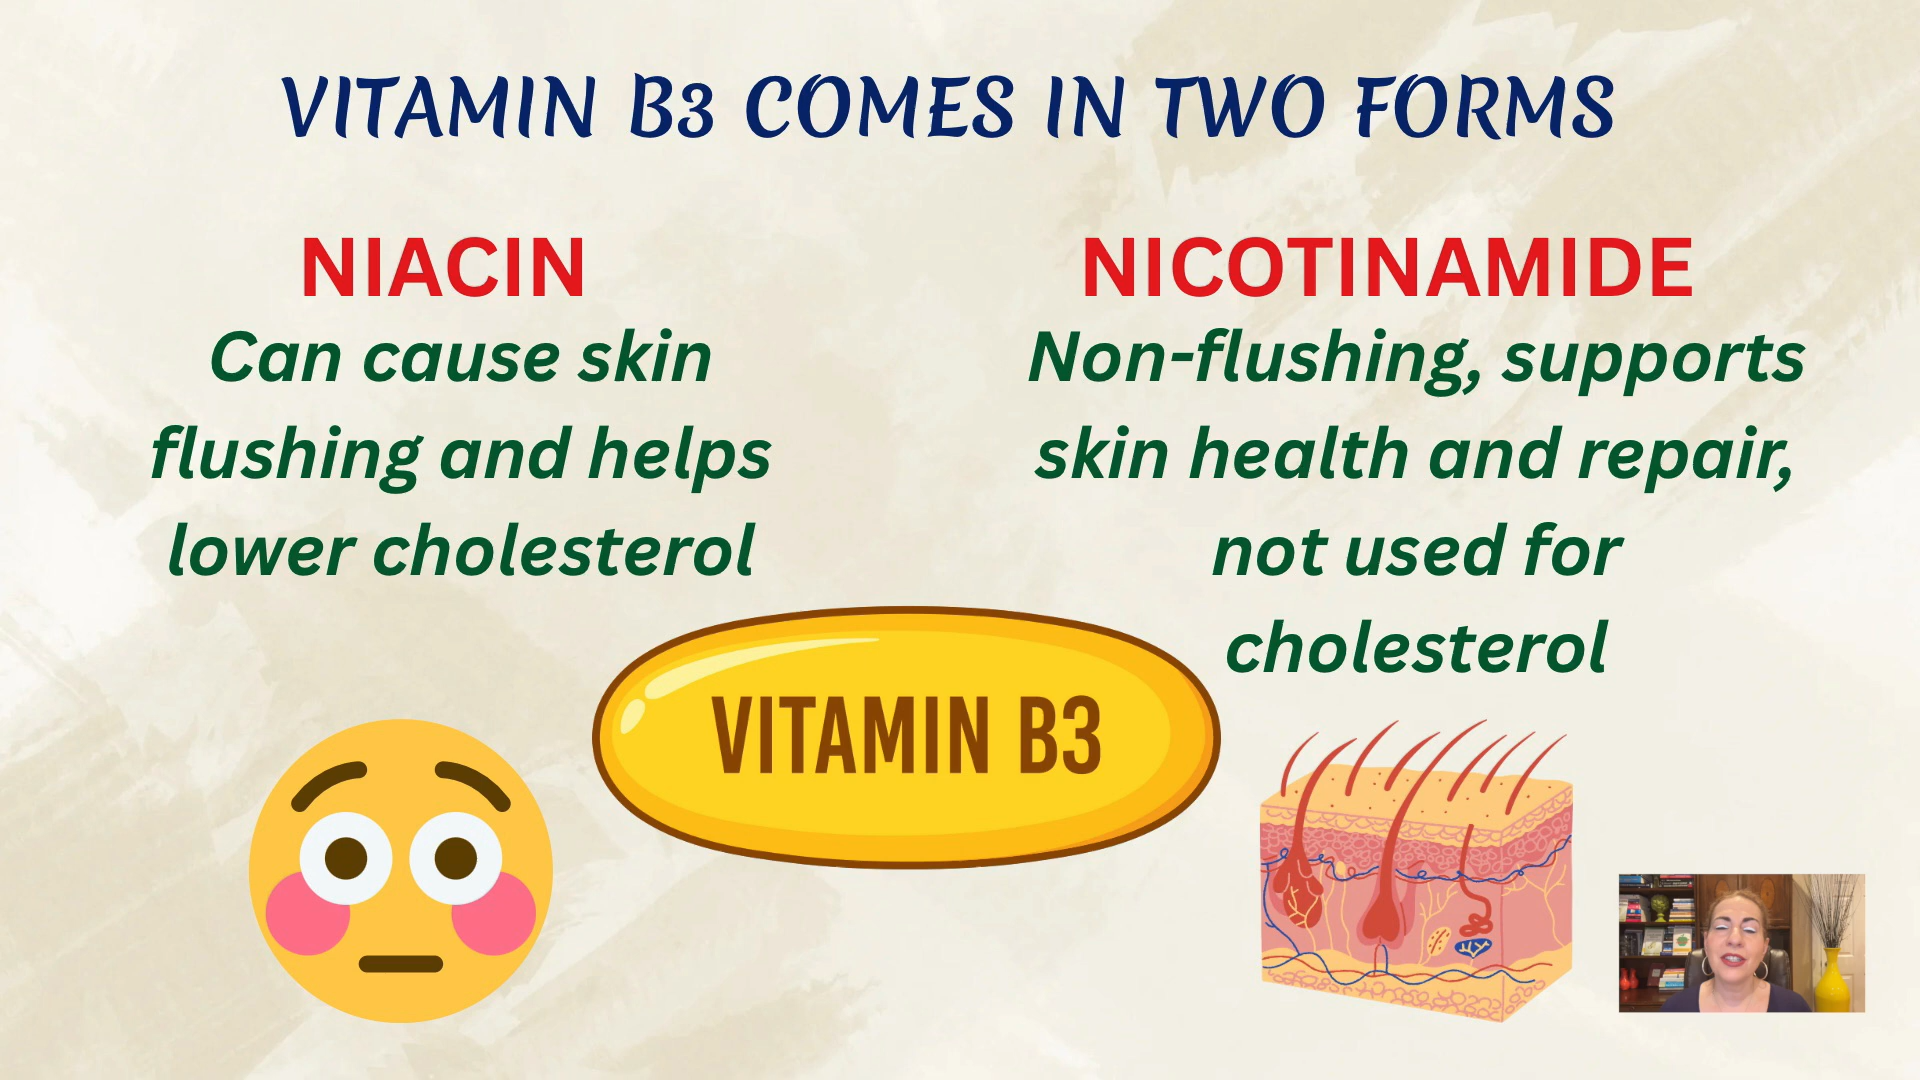 VITAMIN B3 COMES IN TWO FORMS
NIACIN
Can cause skin
flushing and helps
lower cholesterol
NICOTINAMIDE
Non-flushing, supports
skin health and repair,
not used for
cholesterol
VITAMIN B3